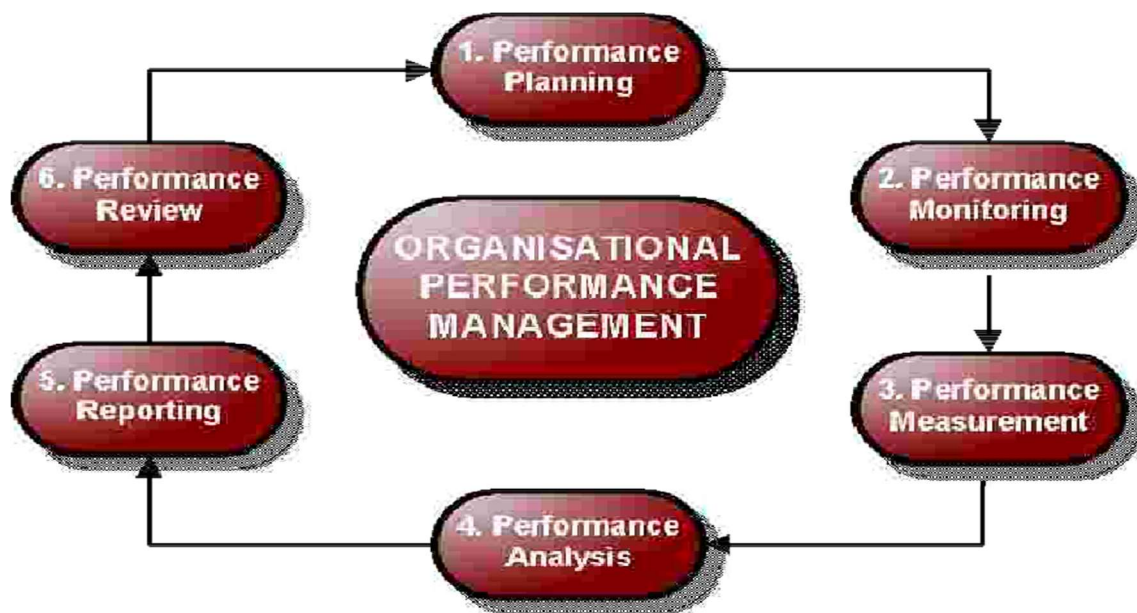 1. Performance
Planning
2. Performance
Monitoring
3. Performance
Measurement
4. Performance
Analysis
5. Performance
Reporting
6. Performance
Review
ORGANISATIONAL
PERFORMANCE
MANAGEMENT